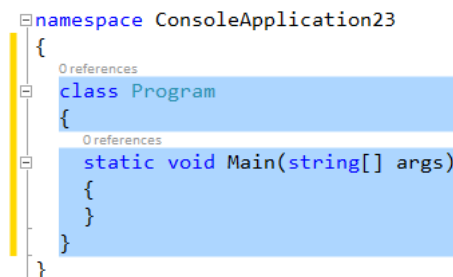 namespace ConsoleApplication23
{
0 references
class Program
{
0 references
static void Main(string[] args)
{
}
}
}